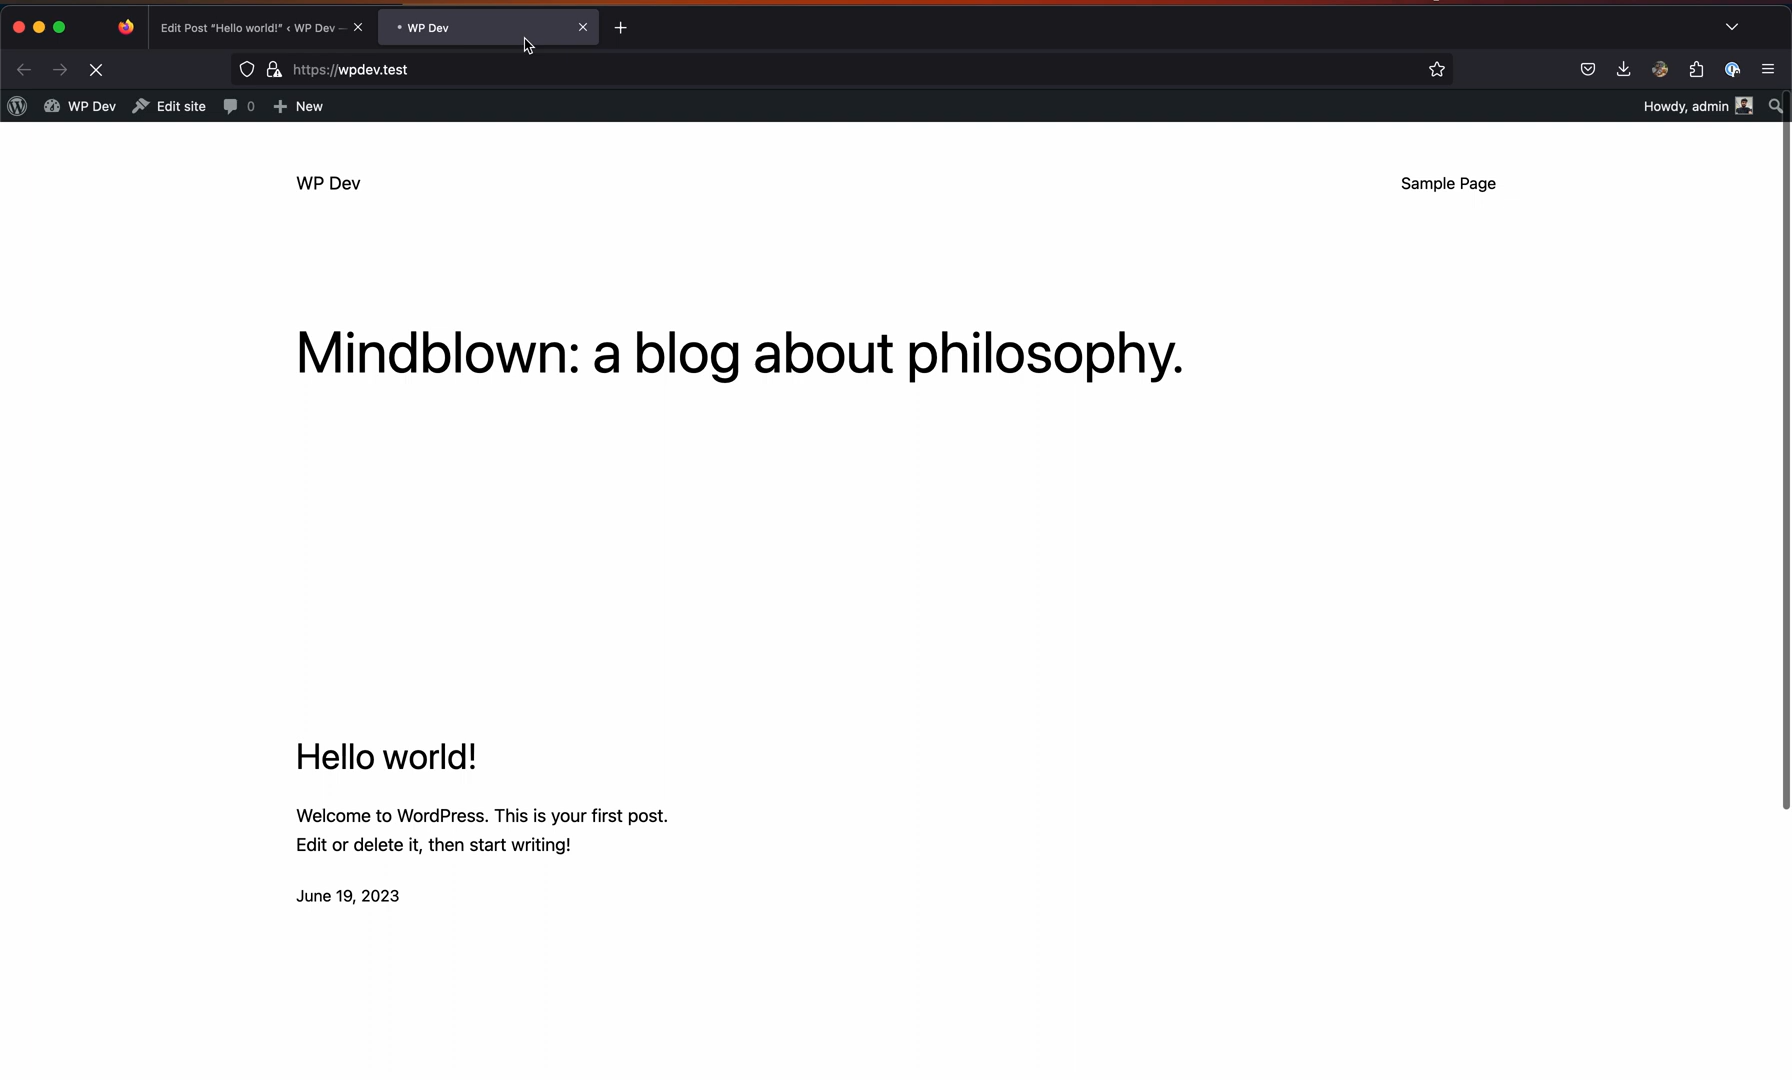 Edit Post “Hello world!” ‹ WP Dev —
WP Dev
https://wpdev.test
WP Dev
Edit site
0
New
Howdy, admin
WP Dev
Sample Page
Mindblown: a blog about philosophy.
Hello world!
Welcome to WordPress. This is your first post.
Edit or delete it, then start writing!
June 19, 2023